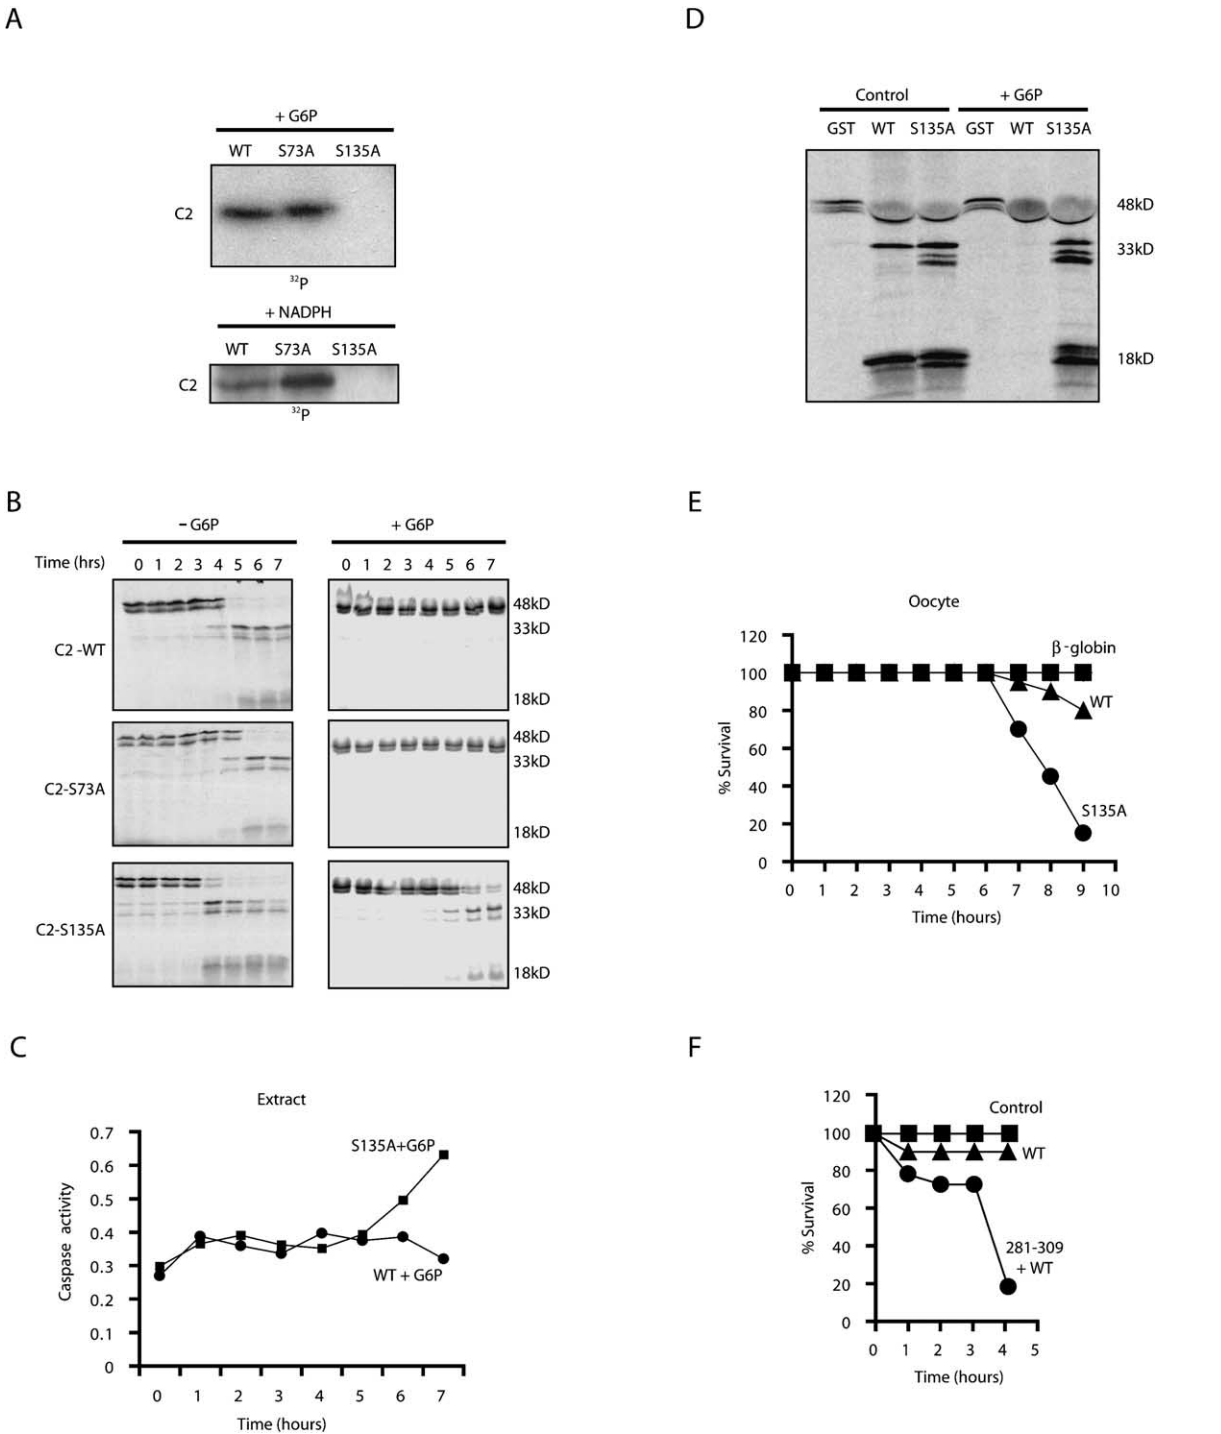 A
+ G6P
WT S73A S135A
C2
32P
+ NADPH
WT S73A S135A
C2
32P
B
– G6P + G6P
Time (hrs) 0 1 2 3 4 5 6 7 0 1 2 3 4 5 6 7
C2 -WT
48kD
33kD
18kD
C2-S73A
48kD
33kD
18kD
C2-S135A
48kD
33kD
18kD
C
Extract
Caspase activity
0.7
0.6
0.5
0.4
0.3
0.2
0.1
0
S135A+G6P
WT + G6P
0 1 2 3 4 5 6 7
Time (hours)
D
Control + G6P
GST WT S135A GST WT S135A
48kD
33kD
18kD
E
Oocyte
% Survival
120
100
80
60
40
20
0
β-globin
WT
S135A
0 1 2 3 4 5 6 7 8 9 10
Time (hours)
F
% Survival
120
100
80
60
40
20
0
Control
WT
281-309
+ WT
0 1 2 3 4 5
Time (hours)